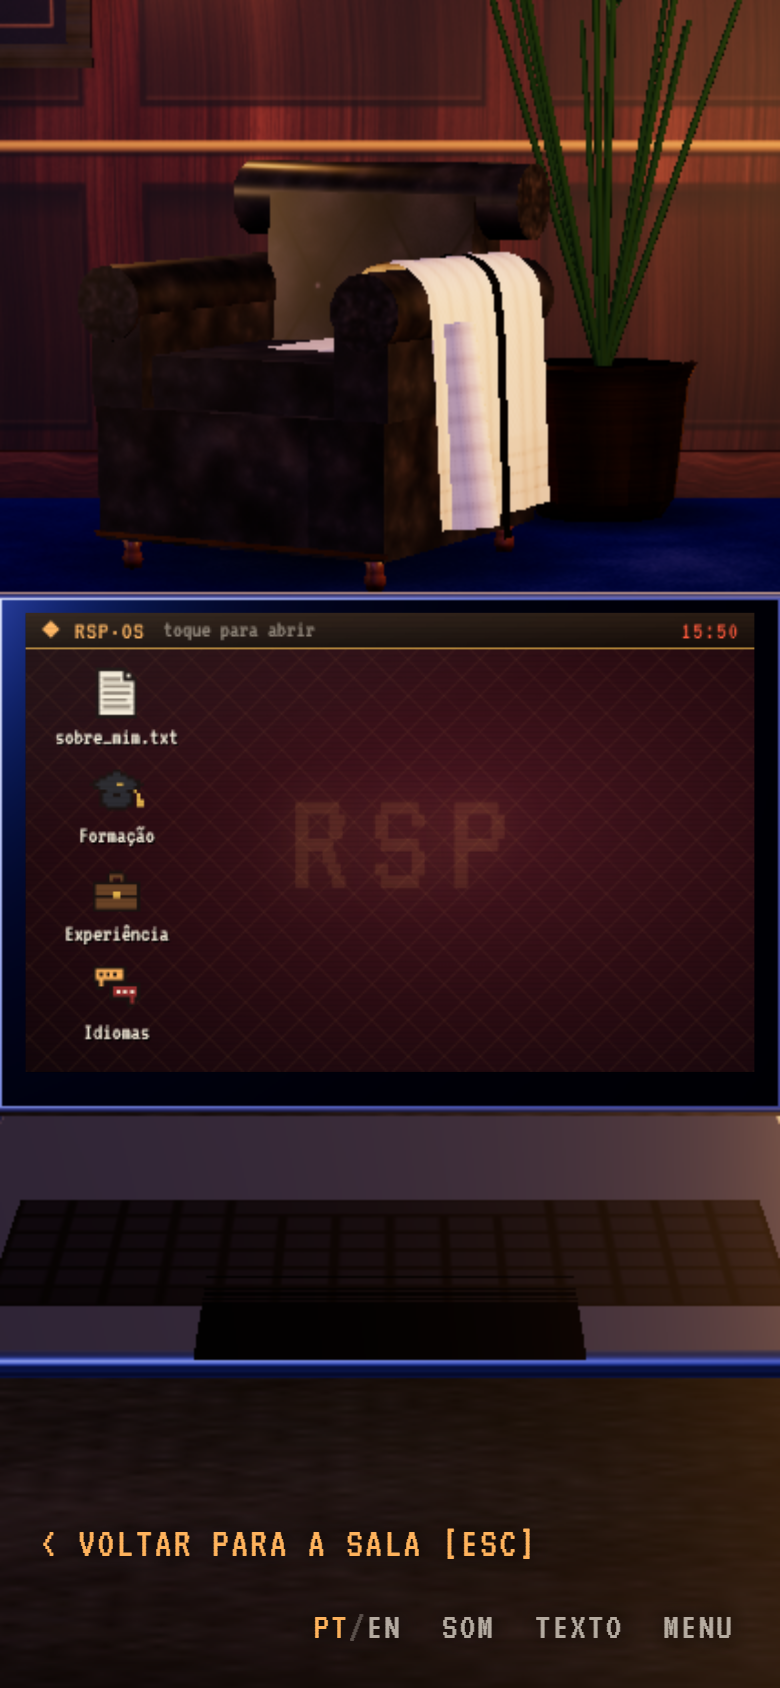 RSP·OS toque para abrir 15:50
sobre_mim.txt
Formação
RSP
Experiência
Idiomas
< VOLTAR PARA A SALA [ESC]
PT/EN SOM TEXTO MENU